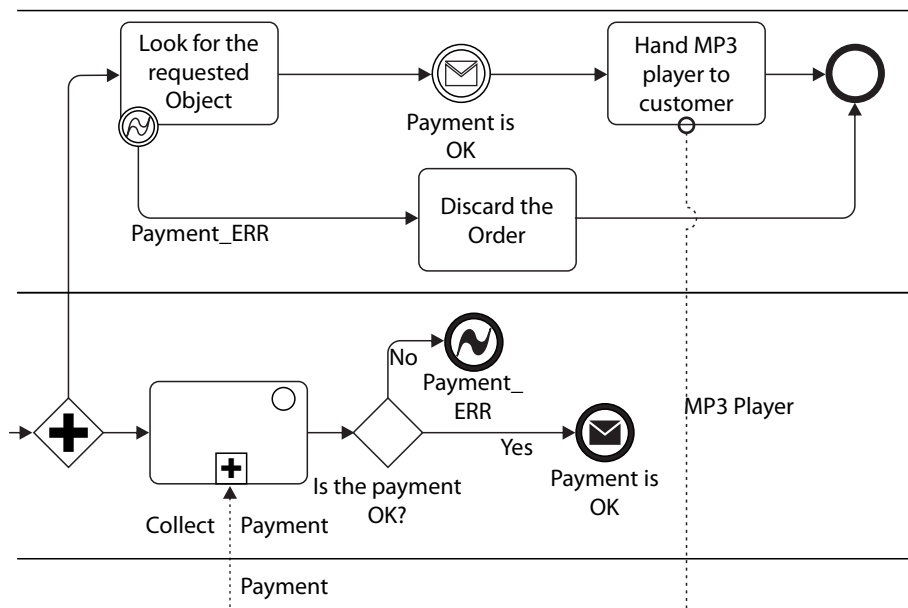 Look for the
requested
Object
Payment is
OK
Hand MP3
player to
customer
Payment_ERR
Discard the
Order
No
Payment_
ERR
Yes
Payment is
OK
Is the payment
OK?
MP3 Player
Collect Payment
Payment